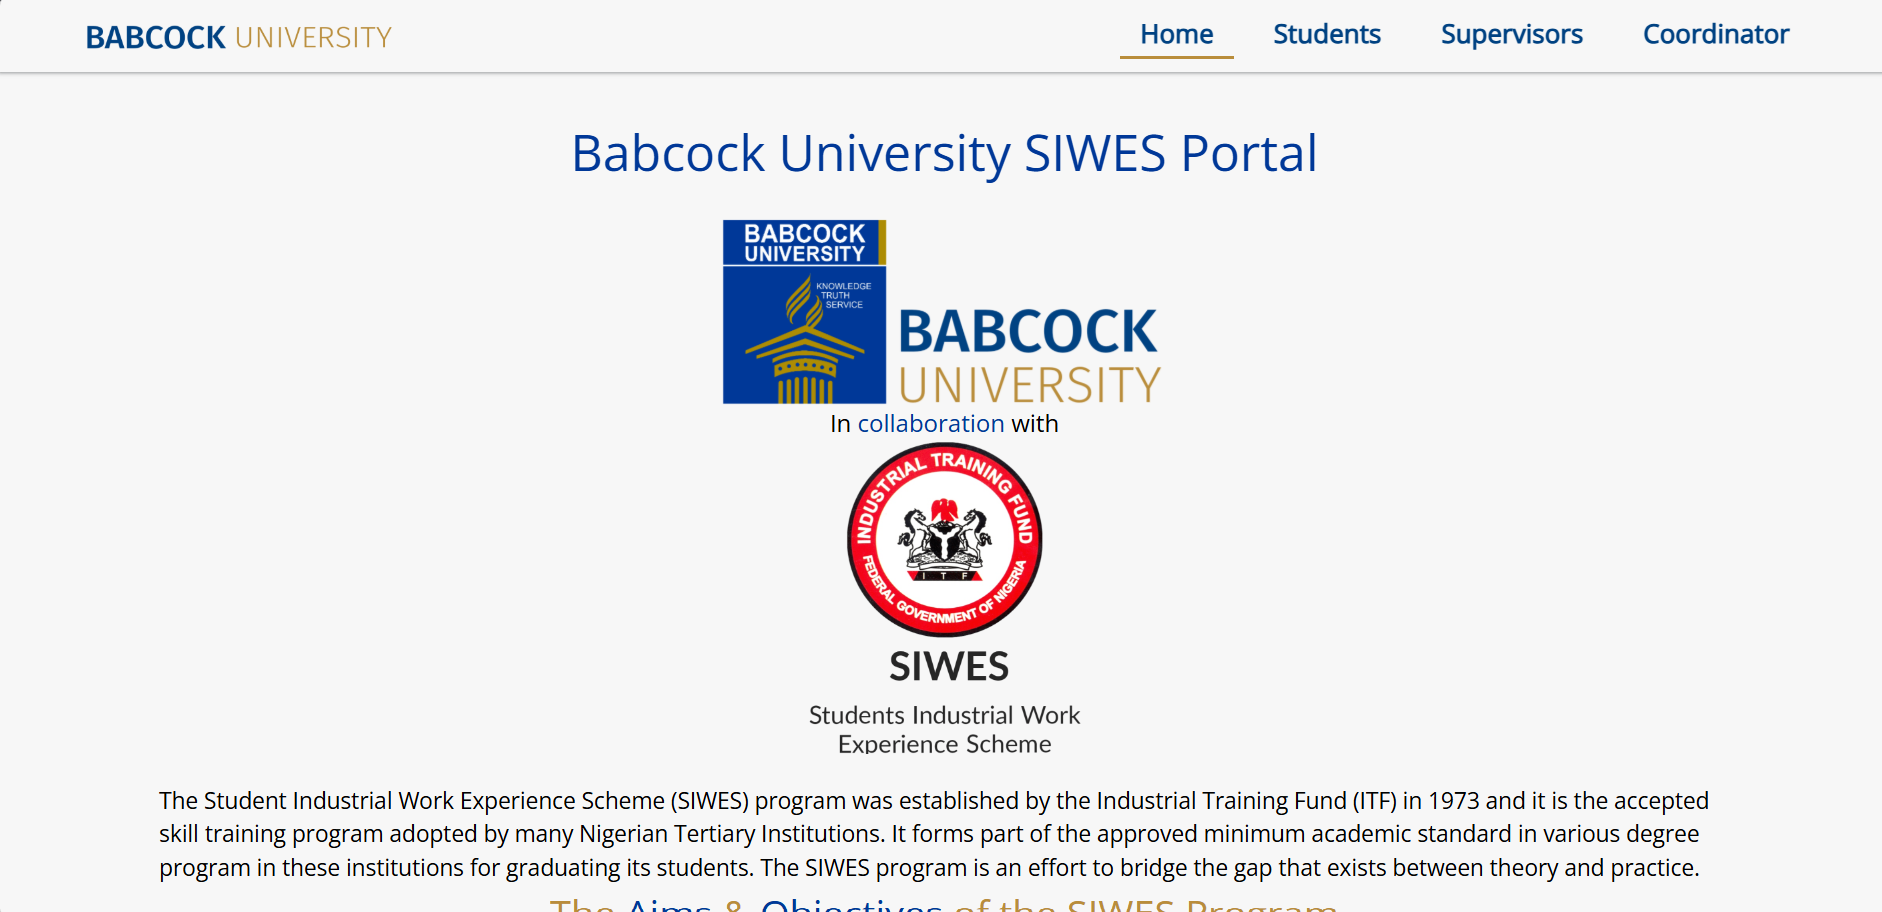 BABCOCK UNIVERSITY
Home Students Supervisors Coordinator
Babcock University SIWES Portal
BABCOCK
UNIVERSITY
KNOWLEDGE
TRUTH
SERVICE
BABCOCK
UNIVERSITY
In collaboration with
INDUSTRIAL TRAINING FUND
I T F
FEDERAL GOVERNMENT OF NIGERIA
SIWES
Students Industrial Work
Experience Scheme
The Student Industrial Work Experience Scheme (SIWES) program was established by the Industrial Training Fund (ITF) in 1973 and it is the accepted
skill training program adopted by many Nigerian Tertiary Institutions. It forms part of the approved minimum academic standard in various degree
program in these institutions for graduating its students. The SIWES program is an effort to bridge the gap that exists between theory and practice.
The Aims & Objectives of the SIWES Program